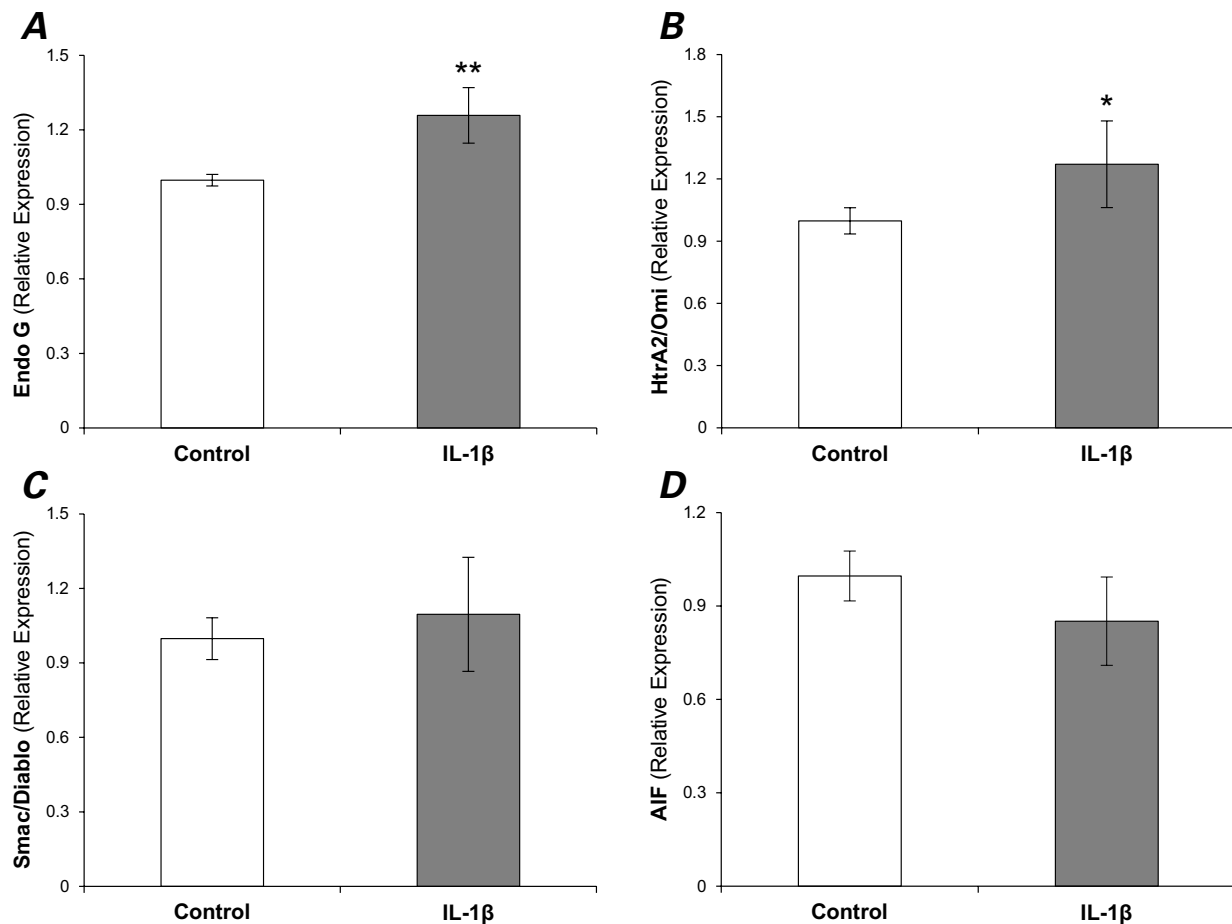 A
Endo G (Relative Expression)
1.5
1.2
0.9
0.6
0.3
0
**
Control
IL-1β
B
HtrA2/Omi (Relative Expression)
1.8
1.5
1.2
0.9
0.6
0.3
0
*
Control
IL-1β
C
Smac/Diablo (Relative Expression)
1.5
1.2
0.9
0.6
0.3
0
Control
IL-1β
D
AIF (Relative Expression)
1.2
0.9
0.6
0.3
0
Control
IL-1β